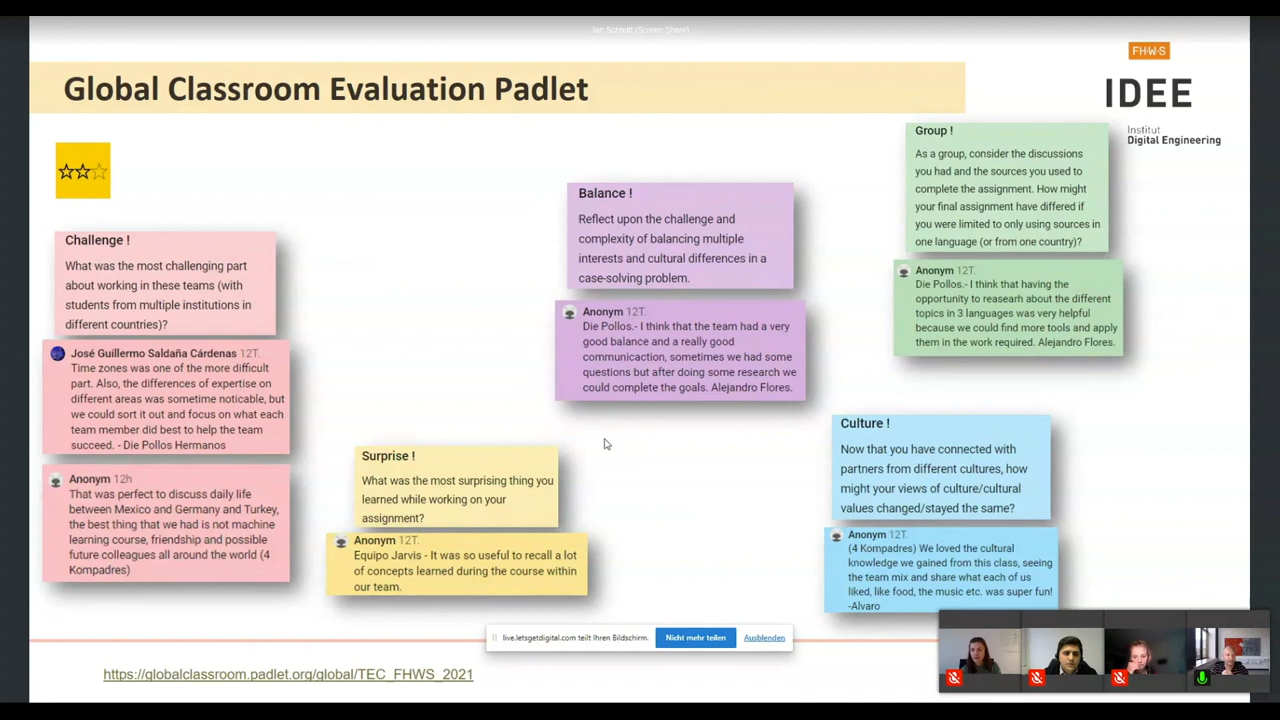 Jan Schmitt (Screen Share)
Global Classroom Evaluation Padlet
FH·W·S
IDEE
Institut
Digital Engineering
Challenge !
What was the most challenging part
about working in these teams (with
students from multiple institutions in
different countries)?
José Guillermo Saldaña Cárdenas 12T.
Time zones was one of the more difficult
part. Also, the differences of expertise on
different areas was sometime noticable, but
we could sort it out and focus on what each
team member did best to help the team
succeed. - Die Pollos Hermanos
Anonym 12h
That was perfect to discuss daily life
between Mexico and Germany and Turkey,
the best thing that we had is not machine
learning course, friendship and possible
future colleagues all around the world (4
Kompadres)
Surprise !
What was the most surprising thing you
learned while working on your
assignment?
Anonym 12T.
Equipo Jarvis - It was so useful to recall a lot
of concepts learned during the course within
our team.
Balance !
Reflect upon the challenge and
complexity of balancing multiple
interests and cultural differences in a
case-solving problem.
Anonym 12T.
Die Pollos.- I think that the team had a very
good balance and a really good
communicacction, sometimes we had some
questions but after doing some research we
could complete the goals. Alejandro Flores.
Group !
As a group, consider the discussions
you had and the sources you used to
complete the assignment. How might
your final assignment have differed if
you were limited to only using sources in
one language (or from one country)?
Anonym 12T.
Die Pollos.- I think that having the
opportunity to reasearh about the different
topics in 3 languages was very helpful
because we could find more tools and apply
them in the work required. Alejandro Flores.
Culture !
Now that you have connected with
partners from different cultures, how
might your views of culture/cultural
values changed/stayed the same?
Anonym 12T.
(4 Kompadres) We loved the cultural
knowledge we gained from this class, seeing
the team mix and share what each of us
liked, like food, the music etc. was super fun!
-Alvaro
live.letsgetdigital.com teilt Ihren Bildschirm.
Nicht mehr teilen
Ausblenden
https://globalclassroom.padlet.org/global/TEC_FHWS_2021